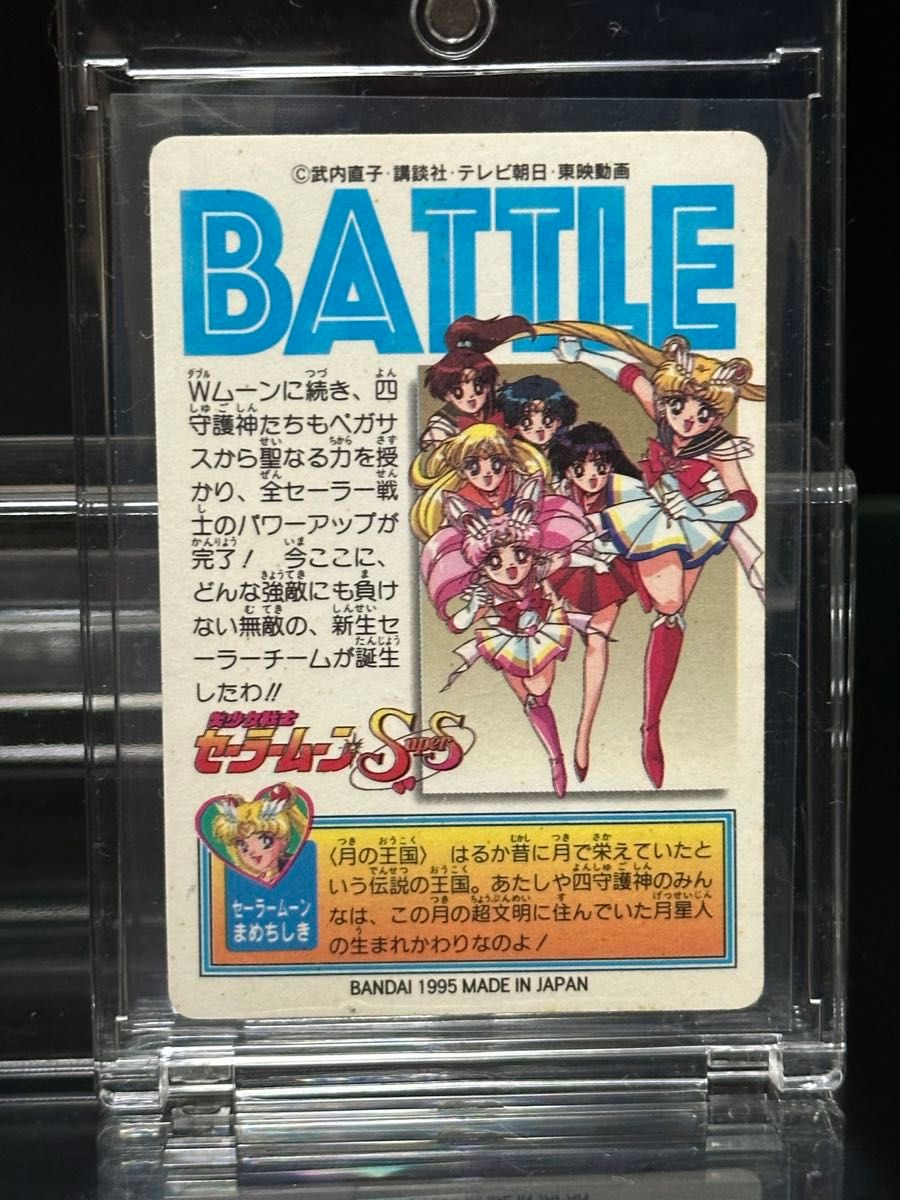 ©武内直子・講談社・テレビ朝日・東映動画
BATTLE
Wムーンに続き、四
守護神たちもペガサ
スから聖なる力を授
かり、全セーラー戦
士のパワーアップが
完了！ 今ここに、
どんな強敵にも負け
ない無敵の、新生セ
ーラーチームが誕生
したわ!!
美少女戦士
セーラームーン SuperS
セーラームーン
まめちしき
〈月の王国〉 はるか昔に月で栄えていたと
いう伝説の王国。あたしや四守護神のみん
なは、この月の超文明に住んでいた月星人
の生まれかわりなのよ！
BANDAI 1995 MADE IN JAPAN